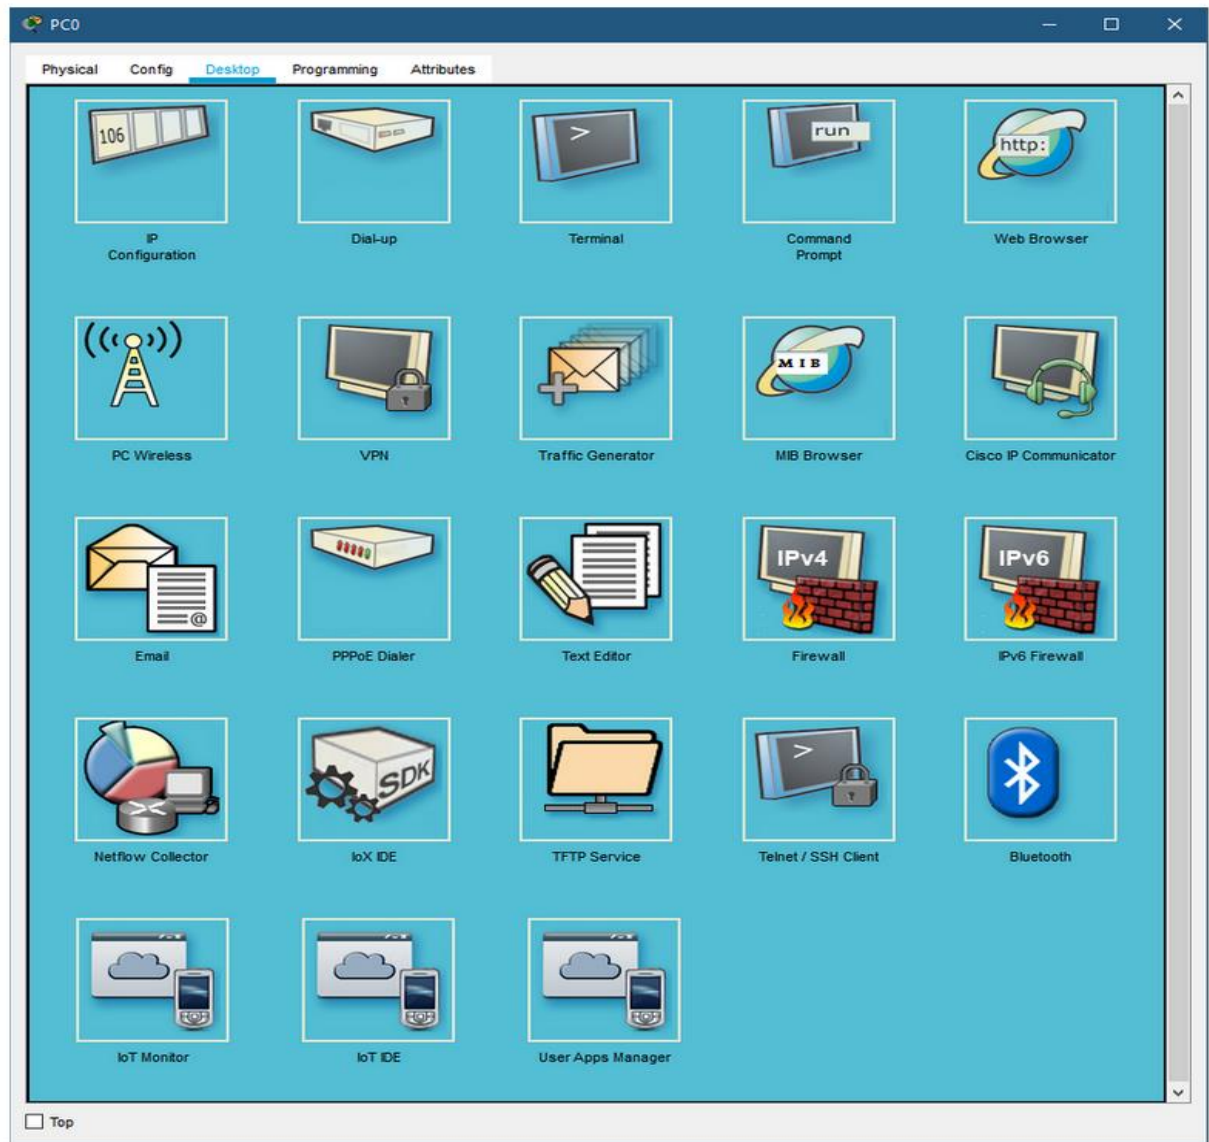 PC0
Physical Config Desktop Programming Attributes
106
>
run
http:
IP
Configuration
Dial-up
Terminal
Command
Prompt
Web Browser
MIB
PC Wireless
VPN
Traffic Generator
MIB Browser
Cisco IP Communicator
@
IPv4
IPv6
Email
PPPoE Dialer
Text Editor
Firewall
IPv6 Firewall
SDK
>
Netflow Collector
IoX IDE
TFTP Service
Telnet / SSH Client
Bluetooth
IoT Monitor
IoT IDE
User Apps Manager
Top